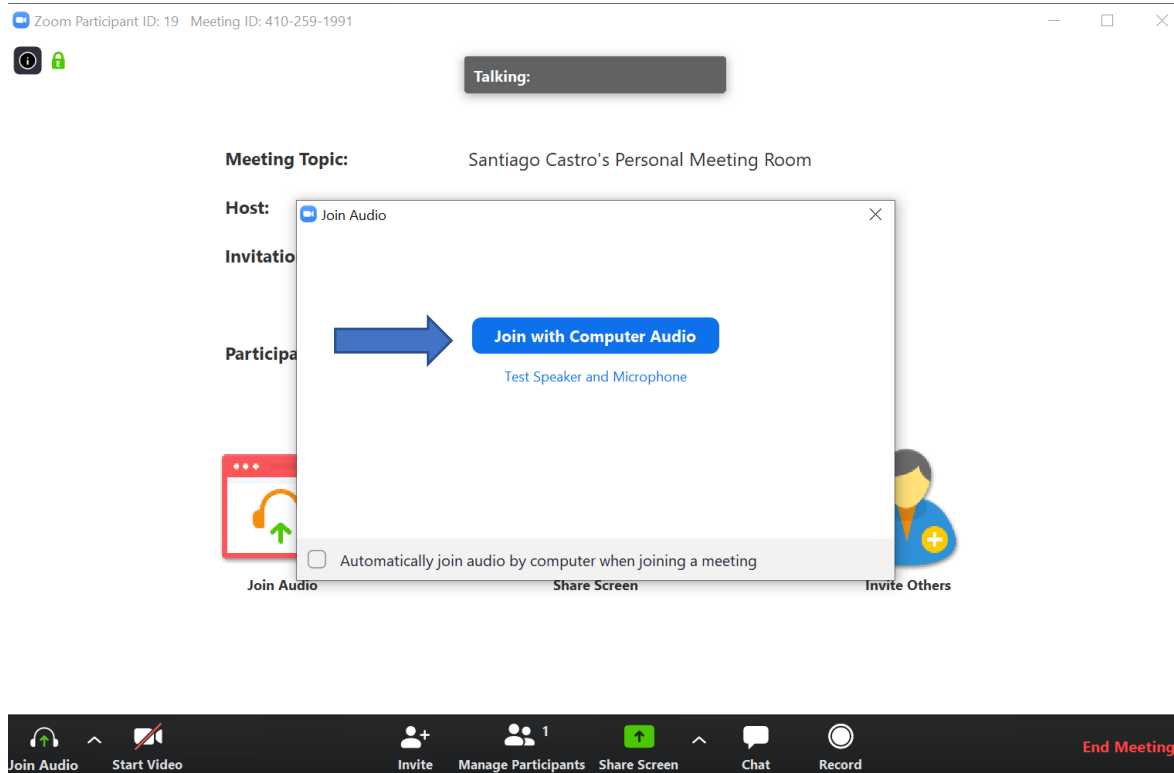 Zoom Participant ID: 19 Meeting ID: 410-259-1991
Talking:
Meeting Topic: Santiago Castro's Personal Meeting Room
Host:
Invitatio
Participa
Join Audio
Join with Computer Audio
Test Speaker and Microphone
Automatically join audio by computer when joining a meeting
Join Audio Share Screen Invite Others
1
Join Audio Start Video Invite Manage Participants Share Screen Chat Record End Meeting